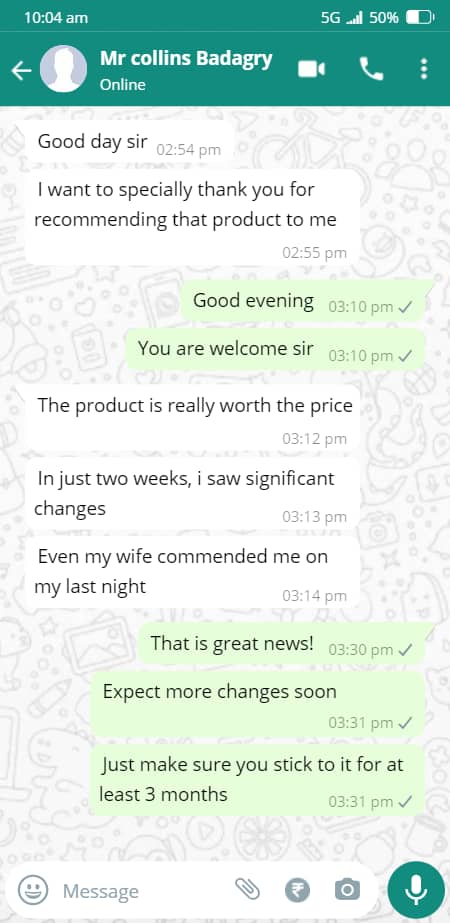 10:04 am 5G 50%
Mr collins Badagry
Online
Good day sir 02:54 pm
I want to specially thank you for
recommending that product to me
02:55 pm
Good evening 03:10 pm
You are welcome sir 03:10 pm
The product is really worth the price
03:12 pm
In just two weeks, i saw significant
changes 03:13 pm
Even my wife commended me on
my last night 03:14 pm
That is great news! 03:30 pm
Expect more changes soon
03:31 pm
Just make sure you stick to it for at
least 3 months 03:31 pm
Message ₹